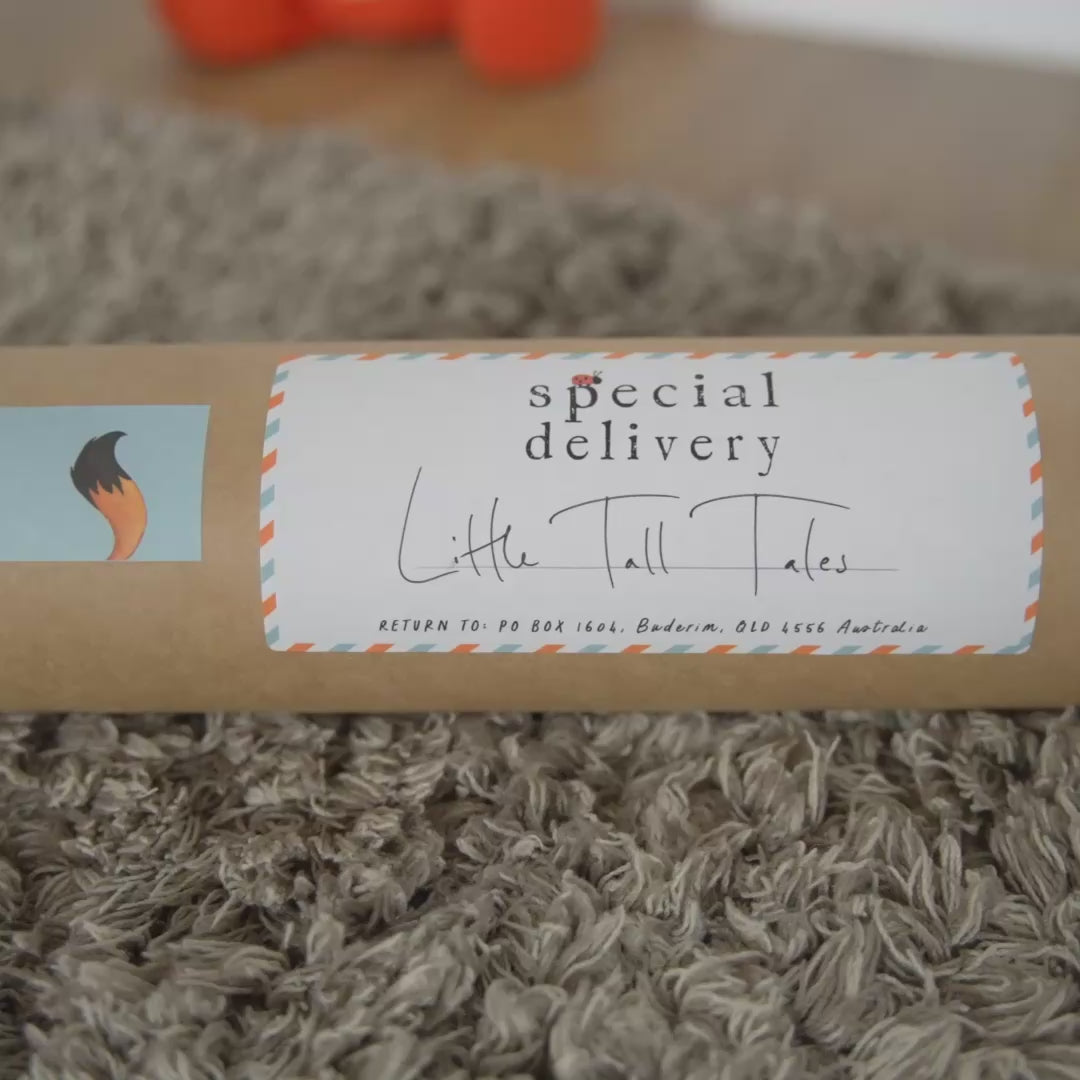 special
delivery
Little Tall Tales
RETURN TO: PO BOX 1604, Buderim, QLD 4556 Australia